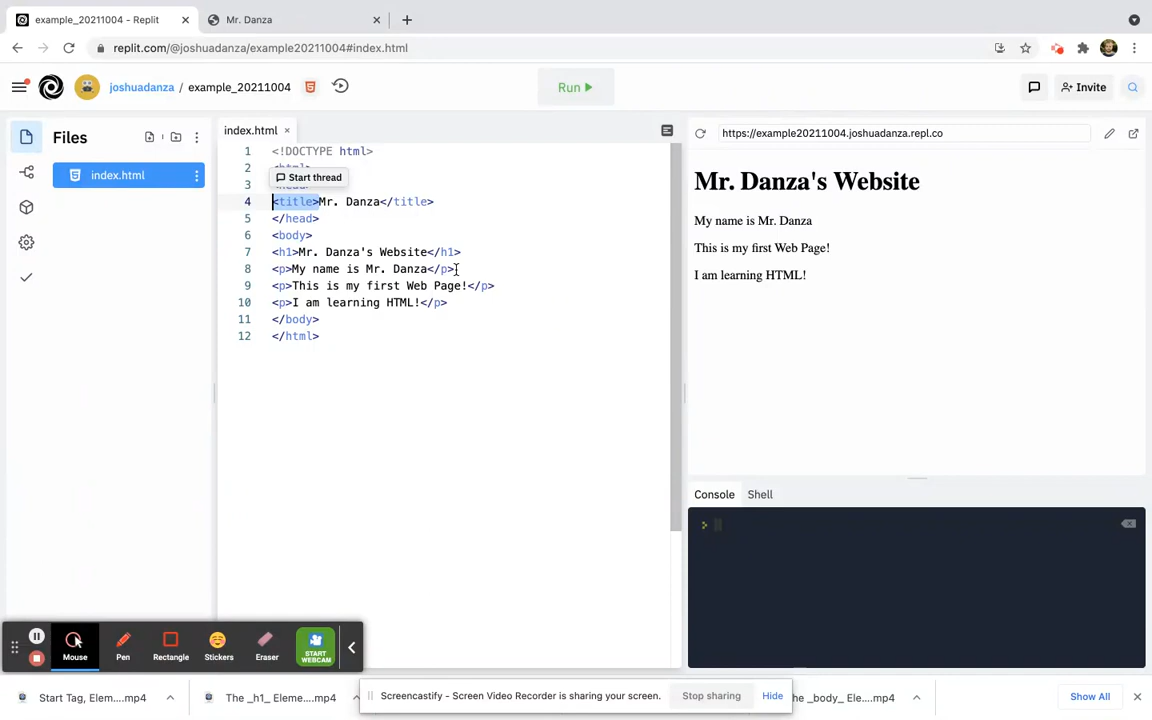 example_20211004 - Replit
Mr. Danza
replit.com/@joshuadanza/example20211004#index.html
joshuadanza / example_20211004
Run
Invite
Files
index.html
index.html
1 <!DOCTYPE html>
2
3
Start thread
4 <title>Mr. Danza</title>
5 </head>
6 <body>
7 <h1>Mr. Danza's Website</h1>
8 <p>My name is Mr. Danza</p>
9 <p>This is my first Web Page!</p>
10 <p>I am learning HTML!</p>
11 </body>
12 </html>
https://example20211004.joshuadanza.repl.co
Mr. Danza's Website
My name is Mr. Danza
This is my first Web Page!
I am learning HTML!
Console Shell
Mouse
Pen
Rectangle
Stickers
Eraser
START WEBCAM
Start Tag, Elem....mp4
The _h1_ Eleme....mp4
Screencastify - Screen Video Recorder is sharing your screen.
Stop sharing
Hide
he _body_ Ele....mp4
Show All